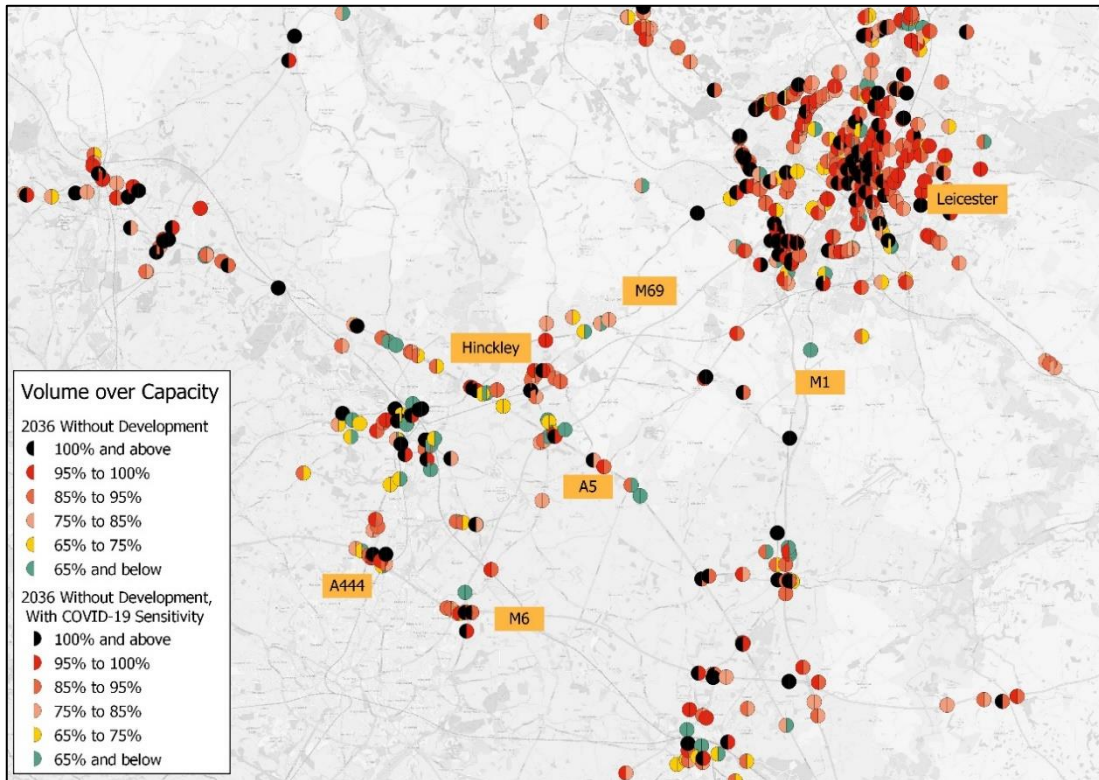 Leicester
M69
Hinckley
M1
A5
A444
M6
Volume over Capacity
2036 Without Development
100% and above
95% to 100%
85% to 95%
75% to 85%
65% to 75%
65% and below
2036 Without Development,
With COVID-19 Sensitivity
100% and above
95% to 100%
85% to 95%
75% to 85%
65% to 75%
65% and below